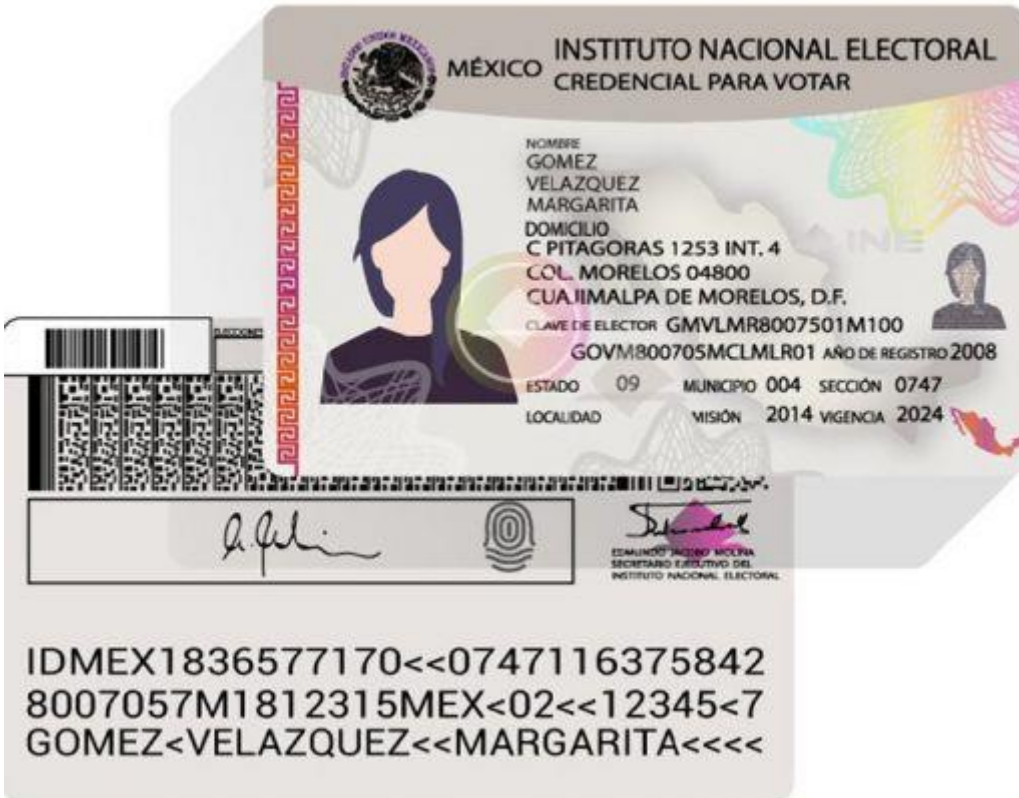 MÉXICO
INSTITUTO NACIONAL ELECTORAL
CREDENCIAL PARA VOTAR
NOMBRE
GOMEZ
VELAZQUEZ
MARGARITA
DOMICILIO
C PITAGORAS 1253 INT. 4
COL. MORELOS 04800
CUAJIMALPA DE MORELOS, D.F.
CLAVE DE ELECTOR GMVLMR8007501M100
GOVM800705MCLMLR01 AÑO DE REGISTRO 2008
ESTADO 09 MUNICIPIO 004 SECCIÓN 0747
LOCALIDAD MISIÓN 2014 VIGENCIA 2024
INE
EDMUNDO JACOBO MOLINA
SECRETARIO EJECUTIVO DEL
INSTITUTO NACIONAL ELECTORAL
IDMEX1836577170<<0747116375842
8007057M1812315MEX<02<<12345<7
GOMEZ<VELAZQUEZ<<MARGARITA<<<<